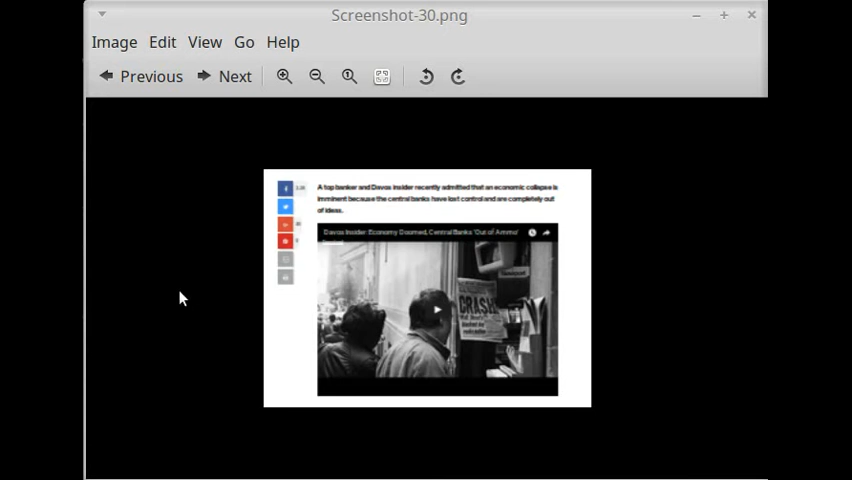 Screenshot-30.png
Image Edit View Go Help
Previous Next
A top banker and Davos insider recently admitted that an economic collapse is
imminent because the central banks have lost control and are completely out
of ideas.
Davos Insider: Economy Doomed, Central Banks 'Out of Ammo'
CRASH